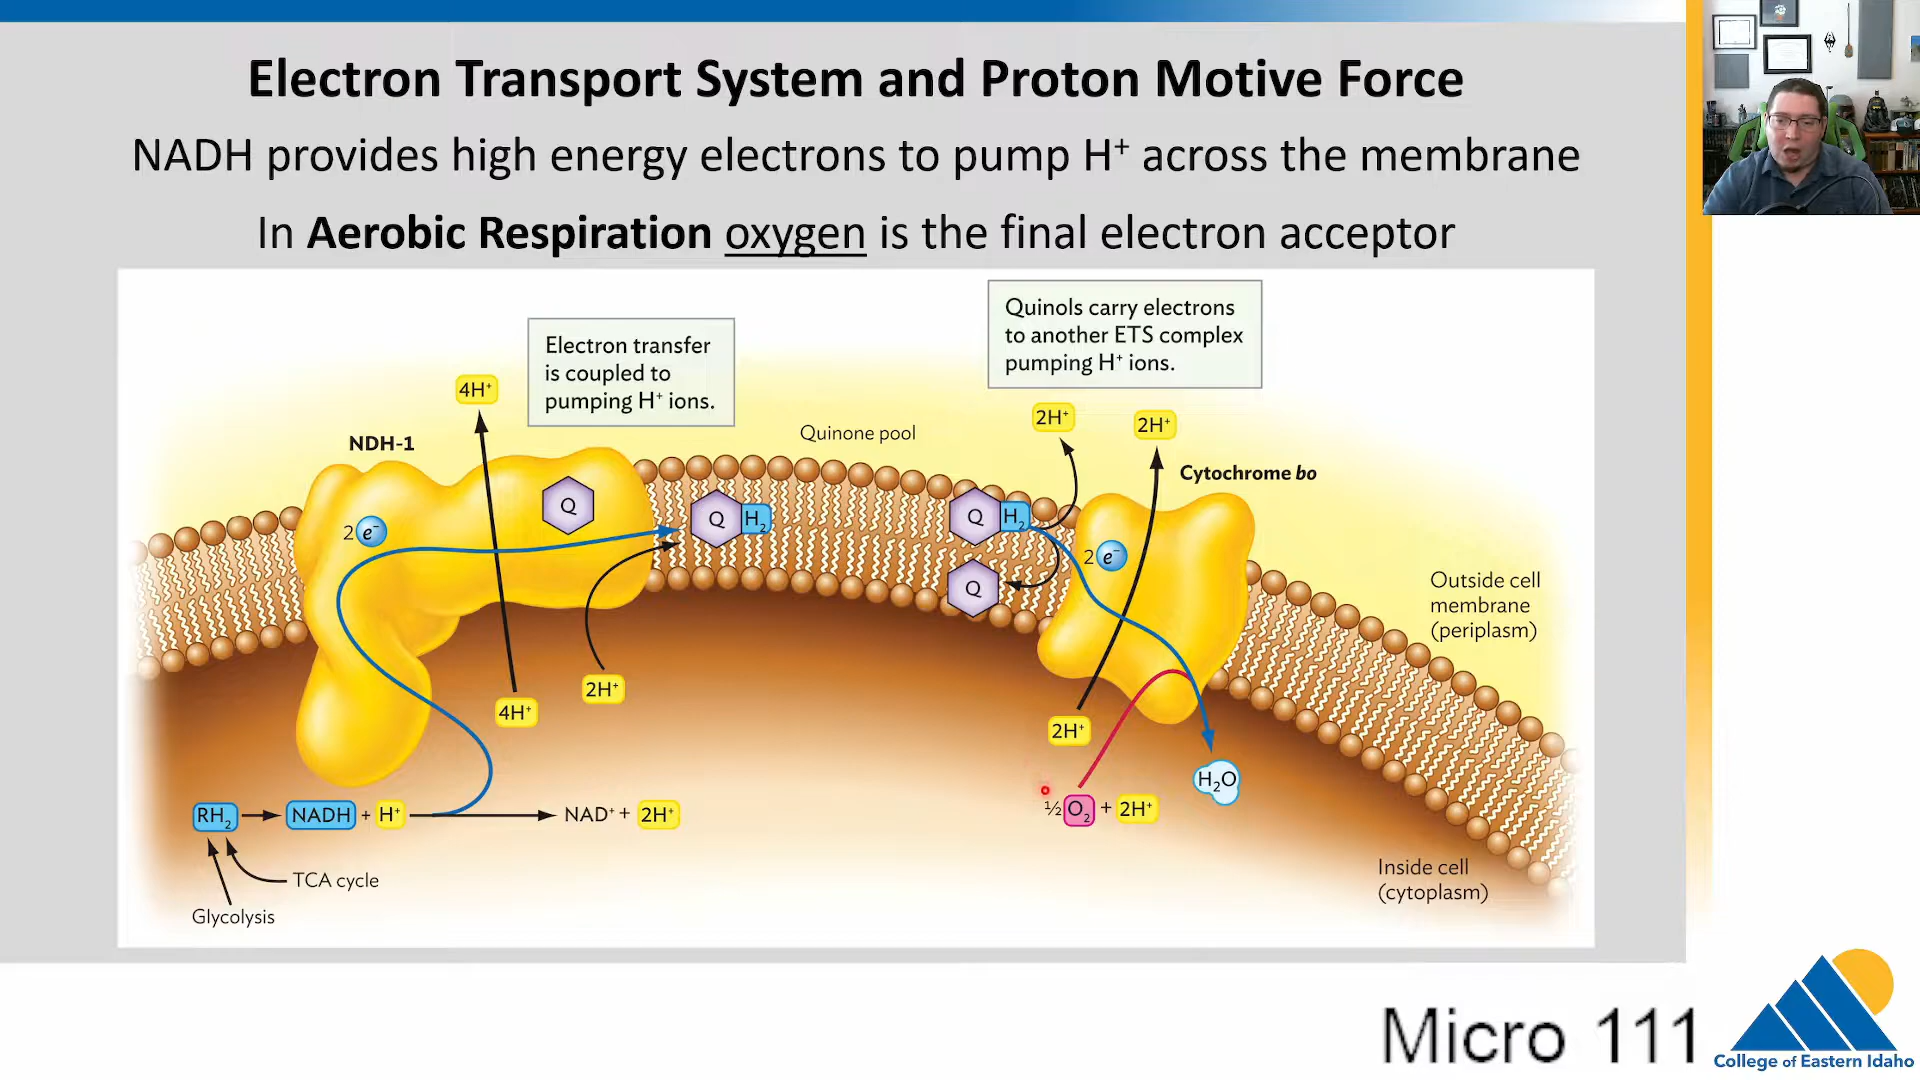 Electron Transport System and Proton Motive Force
NADH provides high energy electrons to pump H⁺ across the membrane
In Aerobic Respiration oxygen is the final electron acceptor
Quinols carry electrons
to another ETS complex
pumping H⁺ ions.
Electron transfer
is coupled to
pumping H⁺ ions.
4H⁺
2H⁺
2H⁺
NDH-1
Quinone pool
Cytochrome bo
Q
Q H₂
Q H₂
2 e⁻
2 e⁻
Q
Outside cell
membrane
(periplasm)
2H⁺
4H⁺
2H⁺
H₂O
RH₂
NADH + H⁺
NAD⁺ + 2H⁺
½ O₂ + 2H⁺
TCA cycle
Glycolysis
Inside cell
(cytoplasm)
Micro 111
College of Eastern Idaho